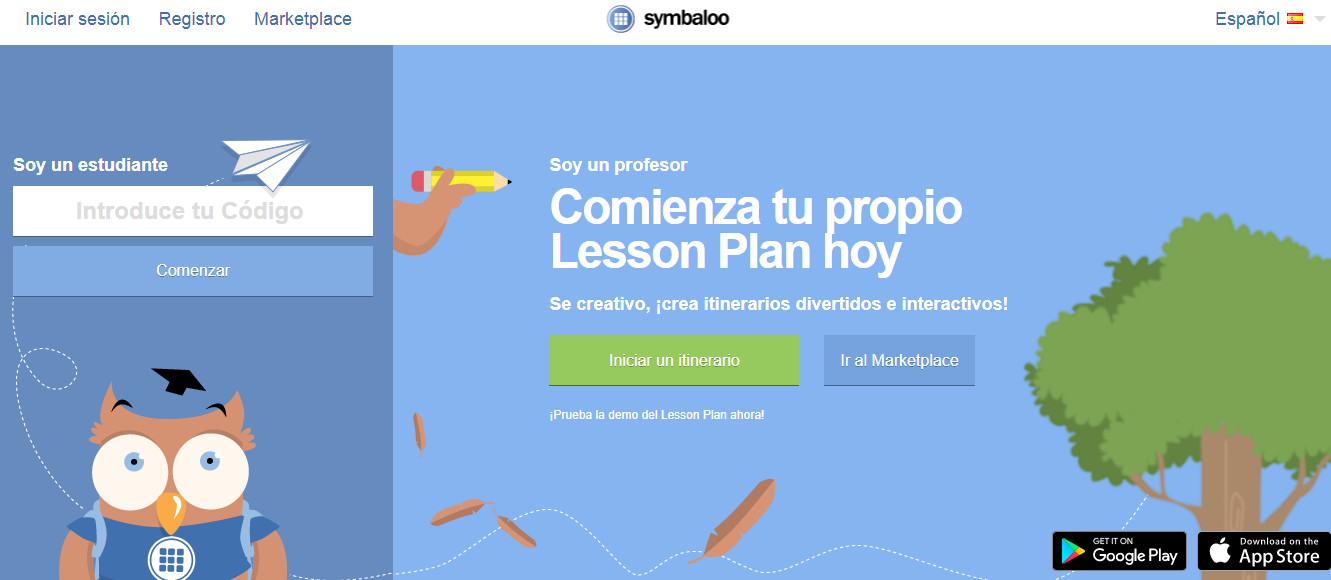 Iniciar sesión
Registro
Marketplace
symbaloo
Español
Soy un estudiante
Introduce tu Código
Comenzar
Soy un profesor
Comienza tu propio
Lesson Plan hoy
Se creativo, ¡crea itinerarios divertidos e interactivos!
Iniciar un itinerario
Ir al Marketplace
¡Prueba la demo del Lesson Plan ahora!
GET IT ON
Google Play
Download on the
App Store